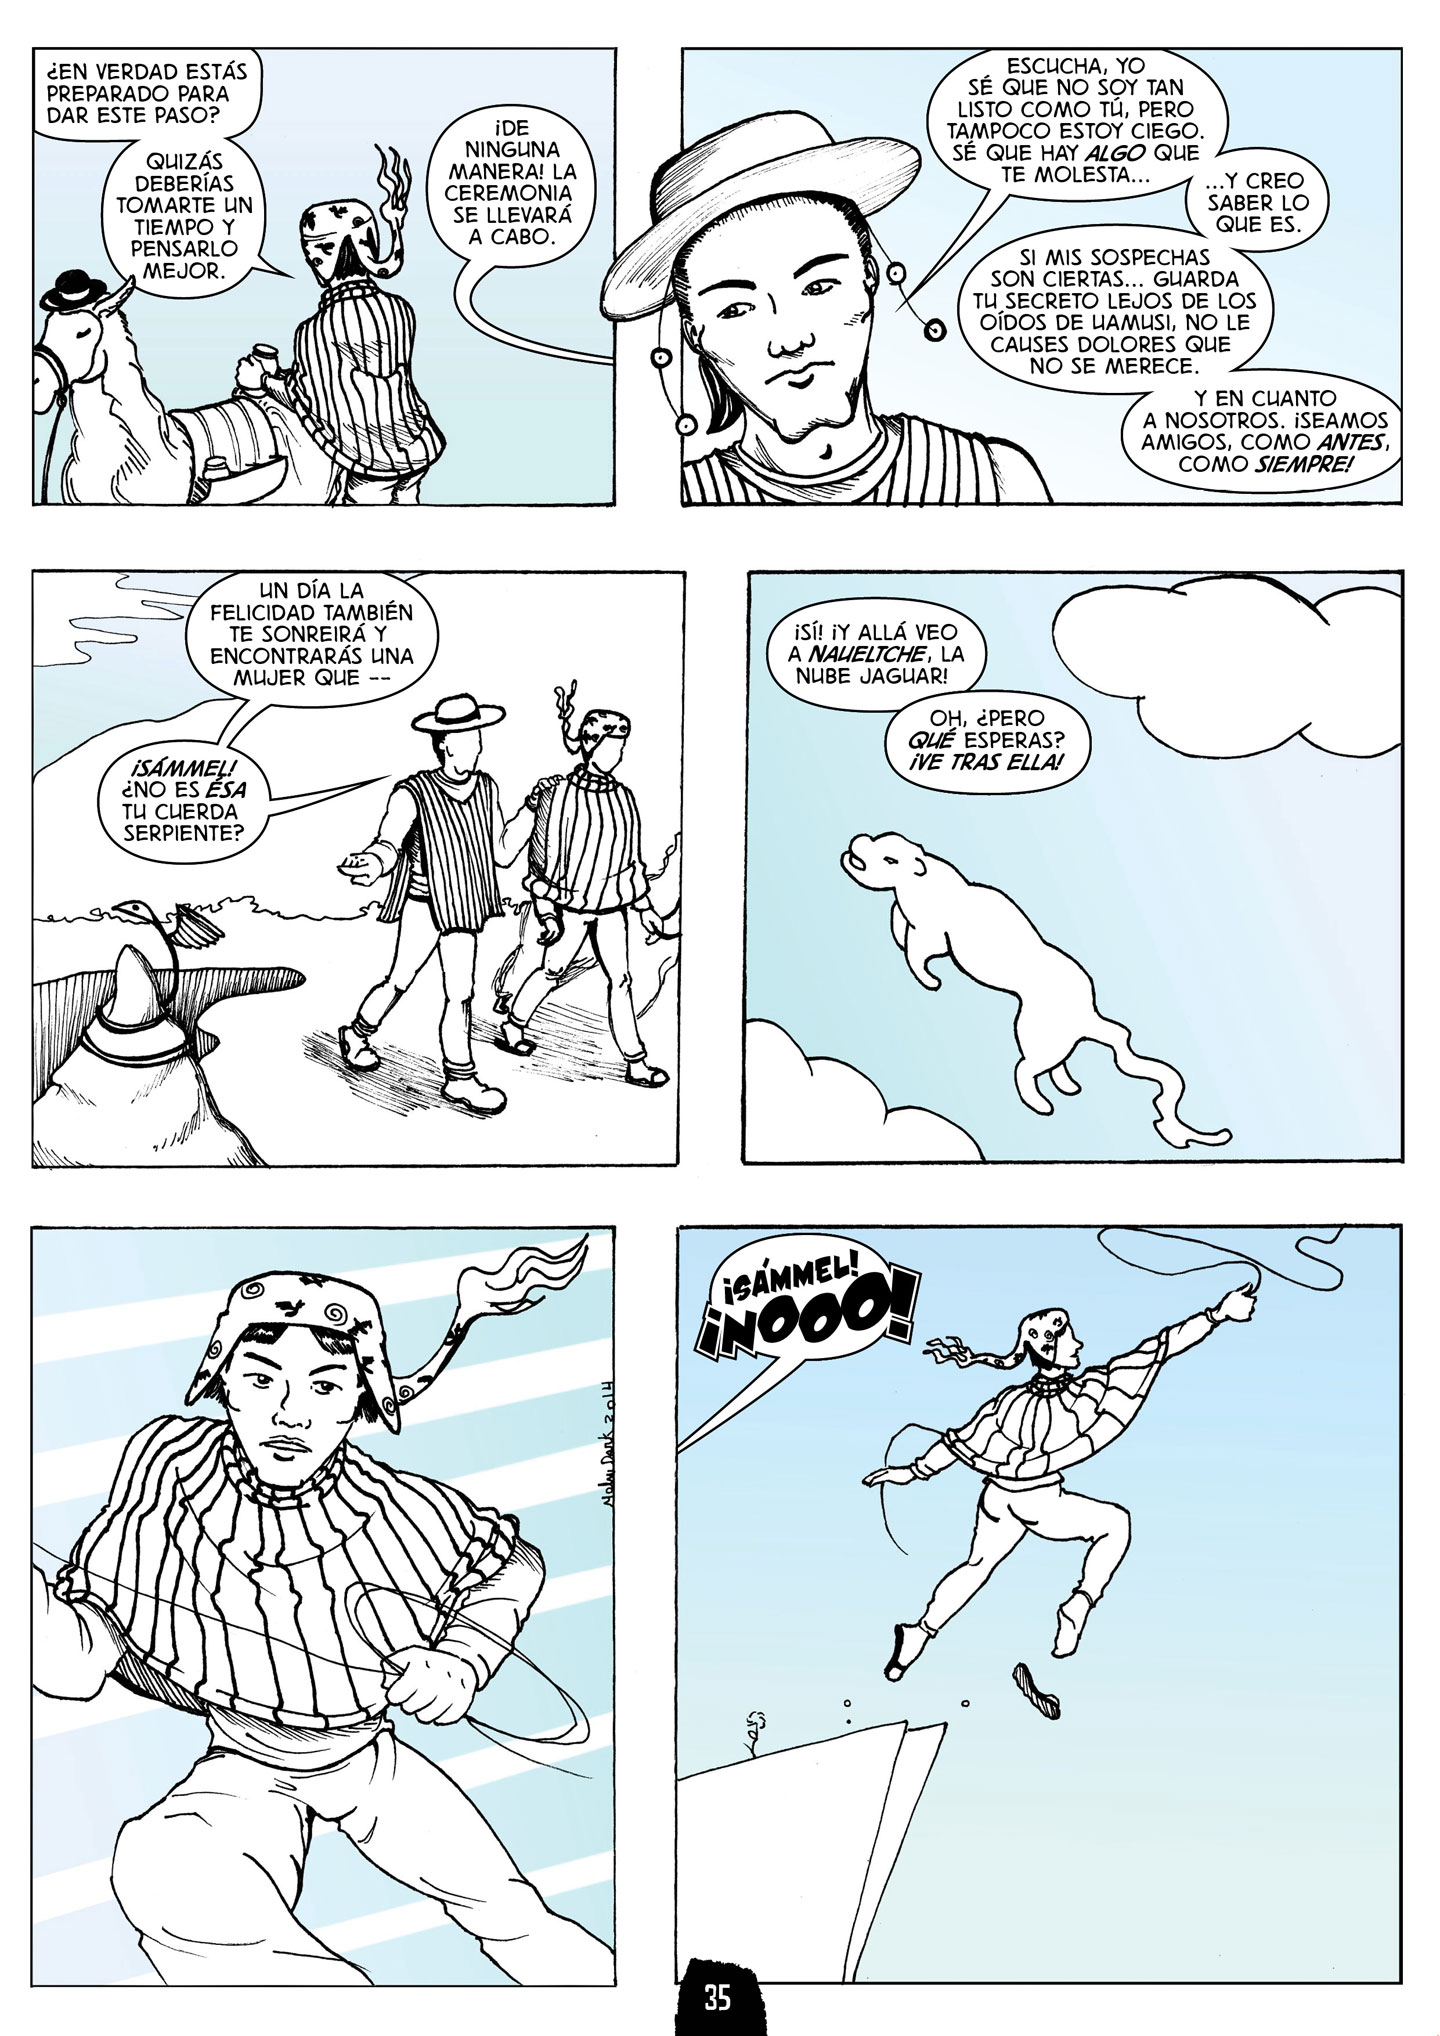 ¿EN VERDAD ESTÁS
PREPARADO PARA
DAR ESTE PASO?
QUIZÁS
DEBERÍAS
TOMARTE UN
TIEMPO Y
PENSARLO
MEJOR.
¡DE
NINGUNA
MANERA! LA
CEREMONIA
SE LLEVARÁ
A CABO.
ESCUCHA, YO
SÉ QUE NO SOY TAN
LISTO COMO TÚ, PERO
TAMPOCO ESTOY CIEGO.
SÉ QUE HAY ALGO QUE
TE MOLESTA...
...Y CREO
SABER LO
QUE ES.
SI MIS SOSPECHAS
SON CIERTAS... GUARDA
TU SECRETO LEJOS DE LOS
OÍDOS DE UAMUSI, NO LE
CAUSES DOLORES QUE
NO SE MERECE.
Y EN CUANTO
A NOSOTROS. ¡SEAMOS
AMIGOS, COMO ANTES,
COMO SIEMPRE!
UN DÍA LA
FELICIDAD TAMBIÉN
TE SONREIRÁ Y
ENCONTRARÁS UNA
MUJER QUE --
¡SÁMMEL!
¿NO ES ÉSA
TU CUERDA
SERPIENTE?
¡SÍ! ¡Y ALLÁ VEO
A NAUELTCHE, LA
NUBE JAGUAR!
OH, ¿PERO
QUÉ ESPERAS?
¡VE TRAS ELLA!
Malu Dark 2014
¡SÁMMEL!
¡NOOO!
35